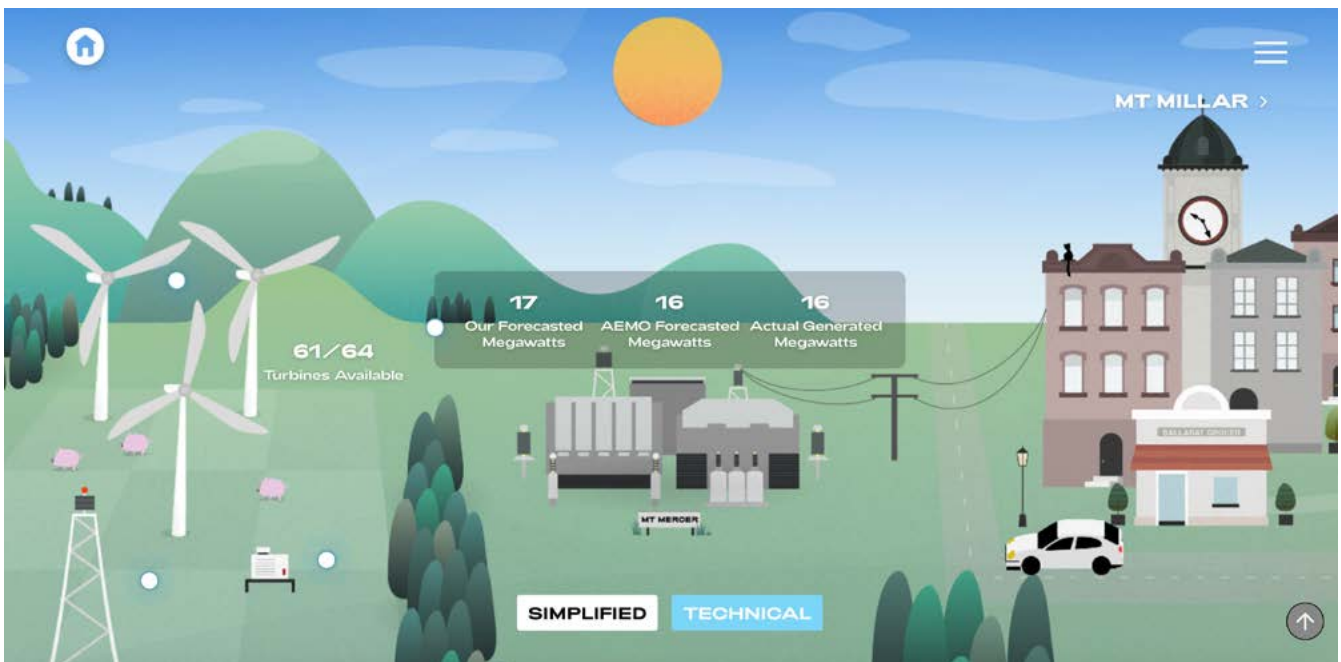 MT MILLAR >
17
Our Forecasted
Megawatts
16
AEMO Forecasted
Megawatts
16
Actual Generated
Megawatts
61/64
Turbines Available
BALLARAT GROCER
MT MERCER
SIMPLIFIED
TECHNICAL